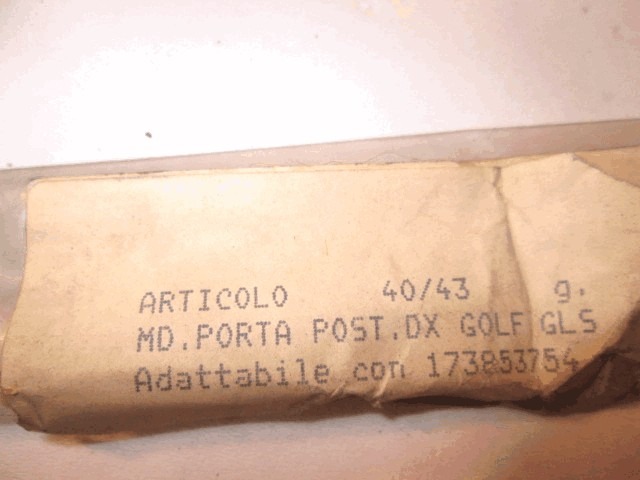 ARTICOLO 40/43 g.
MD.PORTA POST.DX GOLF GLS
Adattabile con 173853754